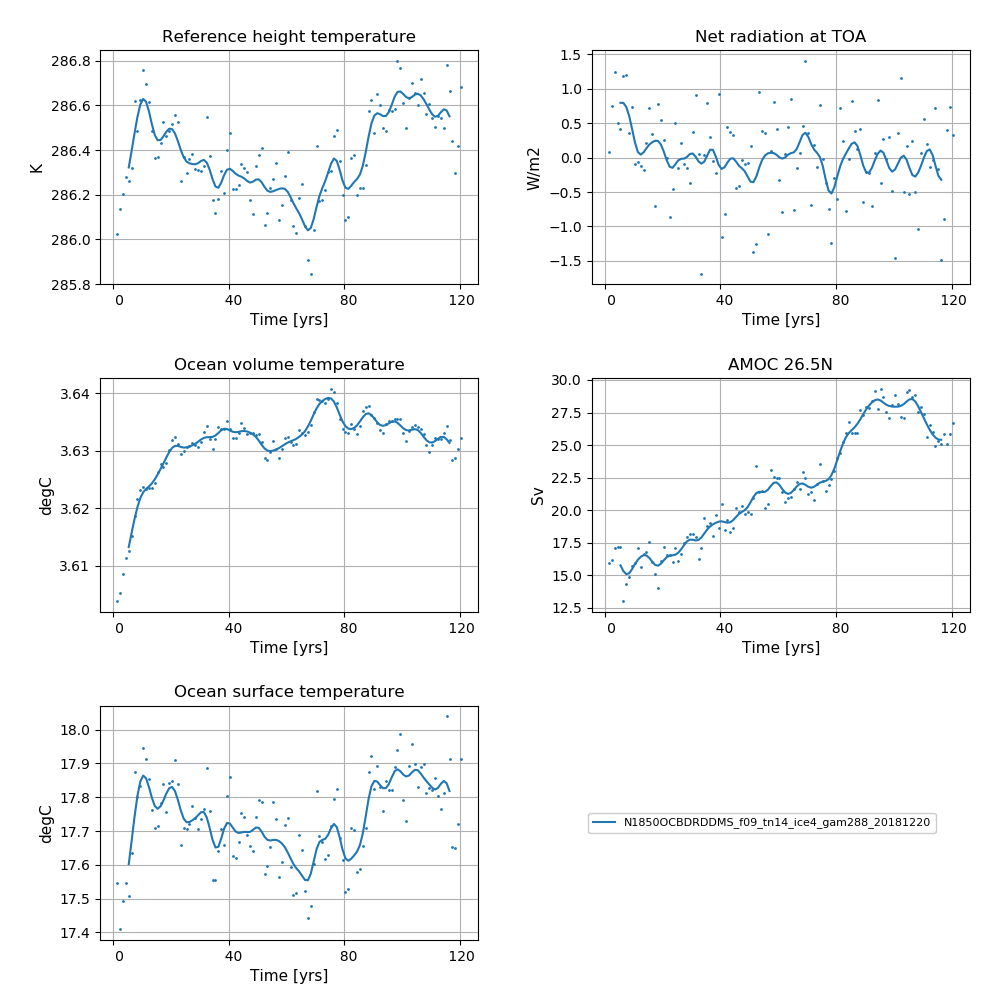 Reference height temperature
286.8
286.6
286.4
286.2
286.0
285.8
K
0 40 80 120
Time [yrs]
Net radiation at TOA
1.5
1.0
0.5
0.0
−0.5
−1.0
−1.5
W/m2
0 40 80 120
Time [yrs]
Ocean volume temperature
3.64
3.63
3.62
3.61
degC
0 40 80 120
Time [yrs]
AMOC 26.5N
30.0
27.5
25.0
22.5
20.0
17.5
15.0
12.5
Sv
0 40 80 120
Time [yrs]
Ocean surface temperature
18.0
17.9
17.8
17.7
17.6
17.5
17.4
degC
0 40 80 120
Time [yrs]
N1850OCBDRDDMS_f09_tn14_ice4_gam288_20181220